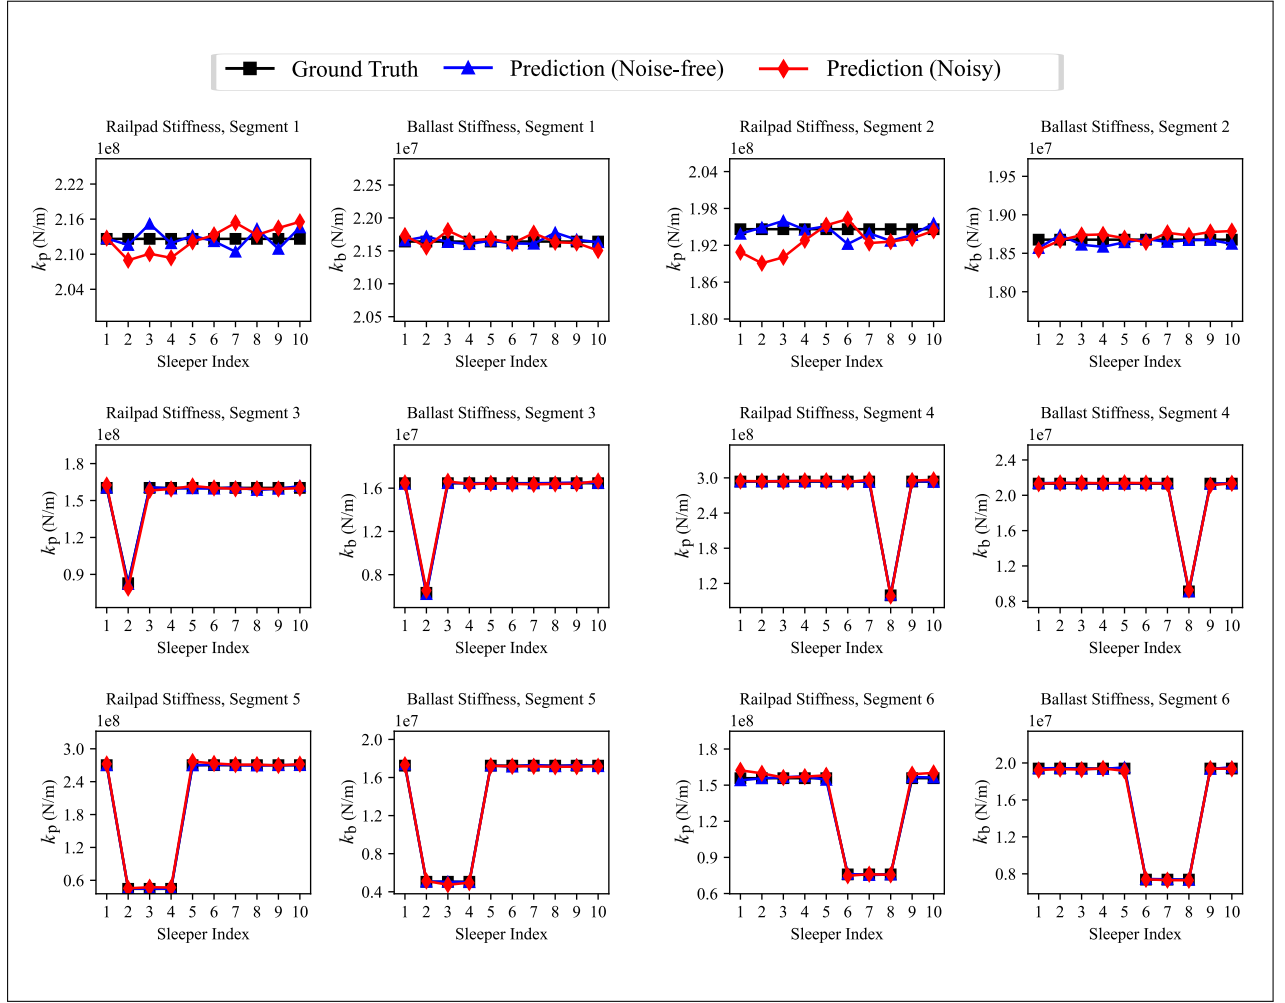 Ground Truth Prediction (Noise-free) Prediction (Noisy)
Railpad Stiffness, Segment 1
1e8
2.22
2.16
2.10
2.04
kp (N/m)
1 2 3 4 5 6 7 8 9 10
Sleeper Index
Ballast Stiffness, Segment 1
1e7
2.25
2.20
2.15
2.10
2.05
kb (N/m)
1 2 3 4 5 6 7 8 9 10
Sleeper Index
Railpad Stiffness, Segment 2
1e8
2.04
1.98
1.92
1.86
1.80
kp (N/m)
1 2 3 4 5 6 7 8 9 10
Sleeper Index
Ballast Stiffness, Segment 2
1e7
1.95
1.90
1.85
1.80
kb (N/m)
1 2 3 4 5 6 7 8 9 10
Sleeper Index
Railpad Stiffness, Segment 3
1e8
1.8
1.5
1.2
0.9
kp (N/m)
1 2 3 4 5 6 7 8 9 10
Sleeper Index
Ballast Stiffness, Segment 3
1e7
1.6
1.2
0.8
kb (N/m)
1 2 3 4 5 6 7 8 9 10
Sleeper Index
Railpad Stiffness, Segment 4
1e8
3.0
2.4
1.8
1.2
kp (N/m)
1 2 3 4 5 6 7 8 9 10
Sleeper Index
Ballast Stiffness, Segment 4
1e7
2.4
2.0
1.6
1.2
0.8
kb (N/m)
1 2 3 4 5 6 7 8 9 10
Sleeper Index
Railpad Stiffness, Segment 5
1e8
3.0
2.4
1.8
1.2
0.6
kp (N/m)
1 2 3 4 5 6 7 8 9 10
Sleeper Index
Ballast Stiffness, Segment 5
1e7
2.0
1.6
1.2
0.8
0.4
kb (N/m)
1 2 3 4 5 6 7 8 9 10
Sleeper Index
Railpad Stiffness, Segment 6
1e8
1.8
1.5
1.2
0.9
0.6
kp (N/m)
1 2 3 4 5 6 7 8 9 10
Sleeper Index
Ballast Stiffness, Segment 6
1e7
2.0
1.6
1.2
0.8
kb (N/m)
1 2 3 4 5 6 7 8 9 10
Sleeper Index